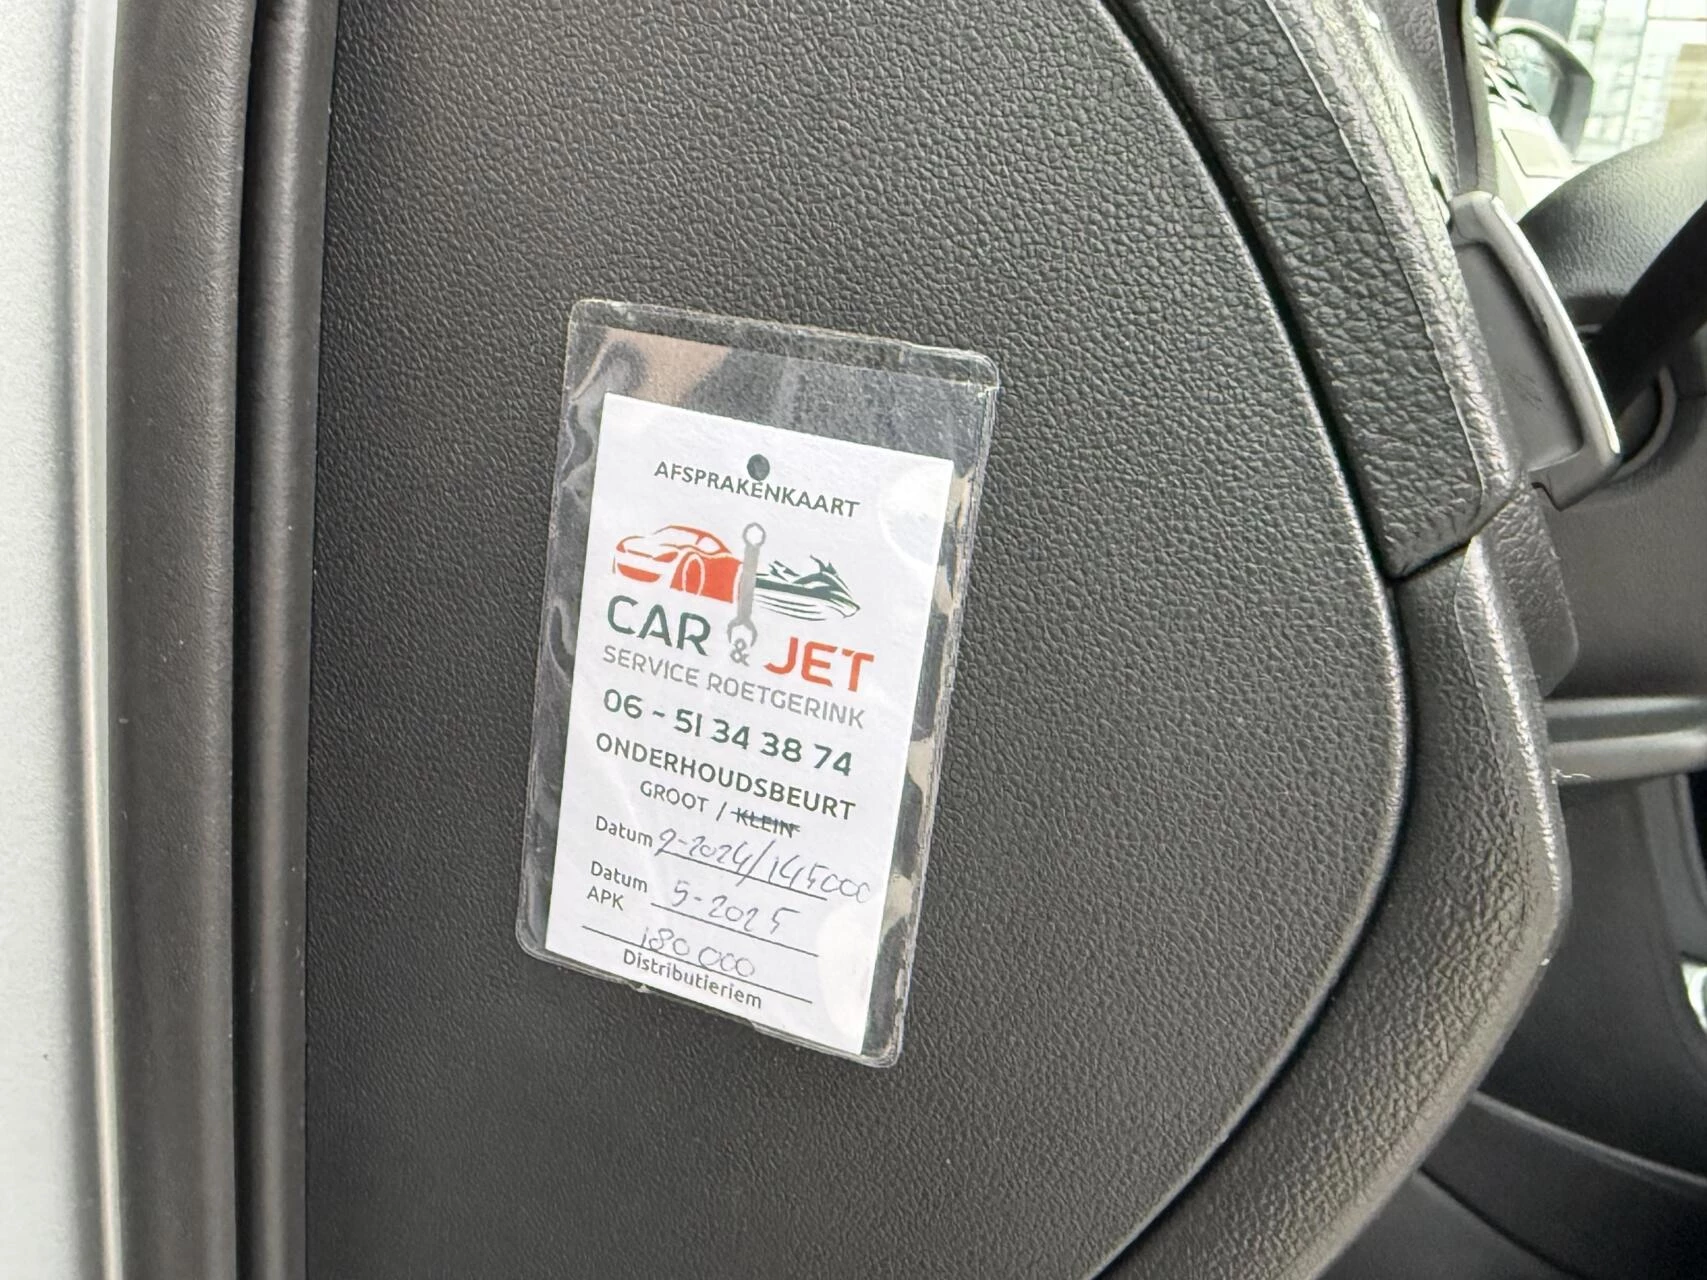 AFSPRAKENKAART
CAR & JET
SERVICE ROETGERINK
06 - 51 34 38 74
ONDERHOUDSBEURT
GROOT / KLEIN
Datum 9-2024/145000
Datum 5-2025
APK
180 000
Distributieriem